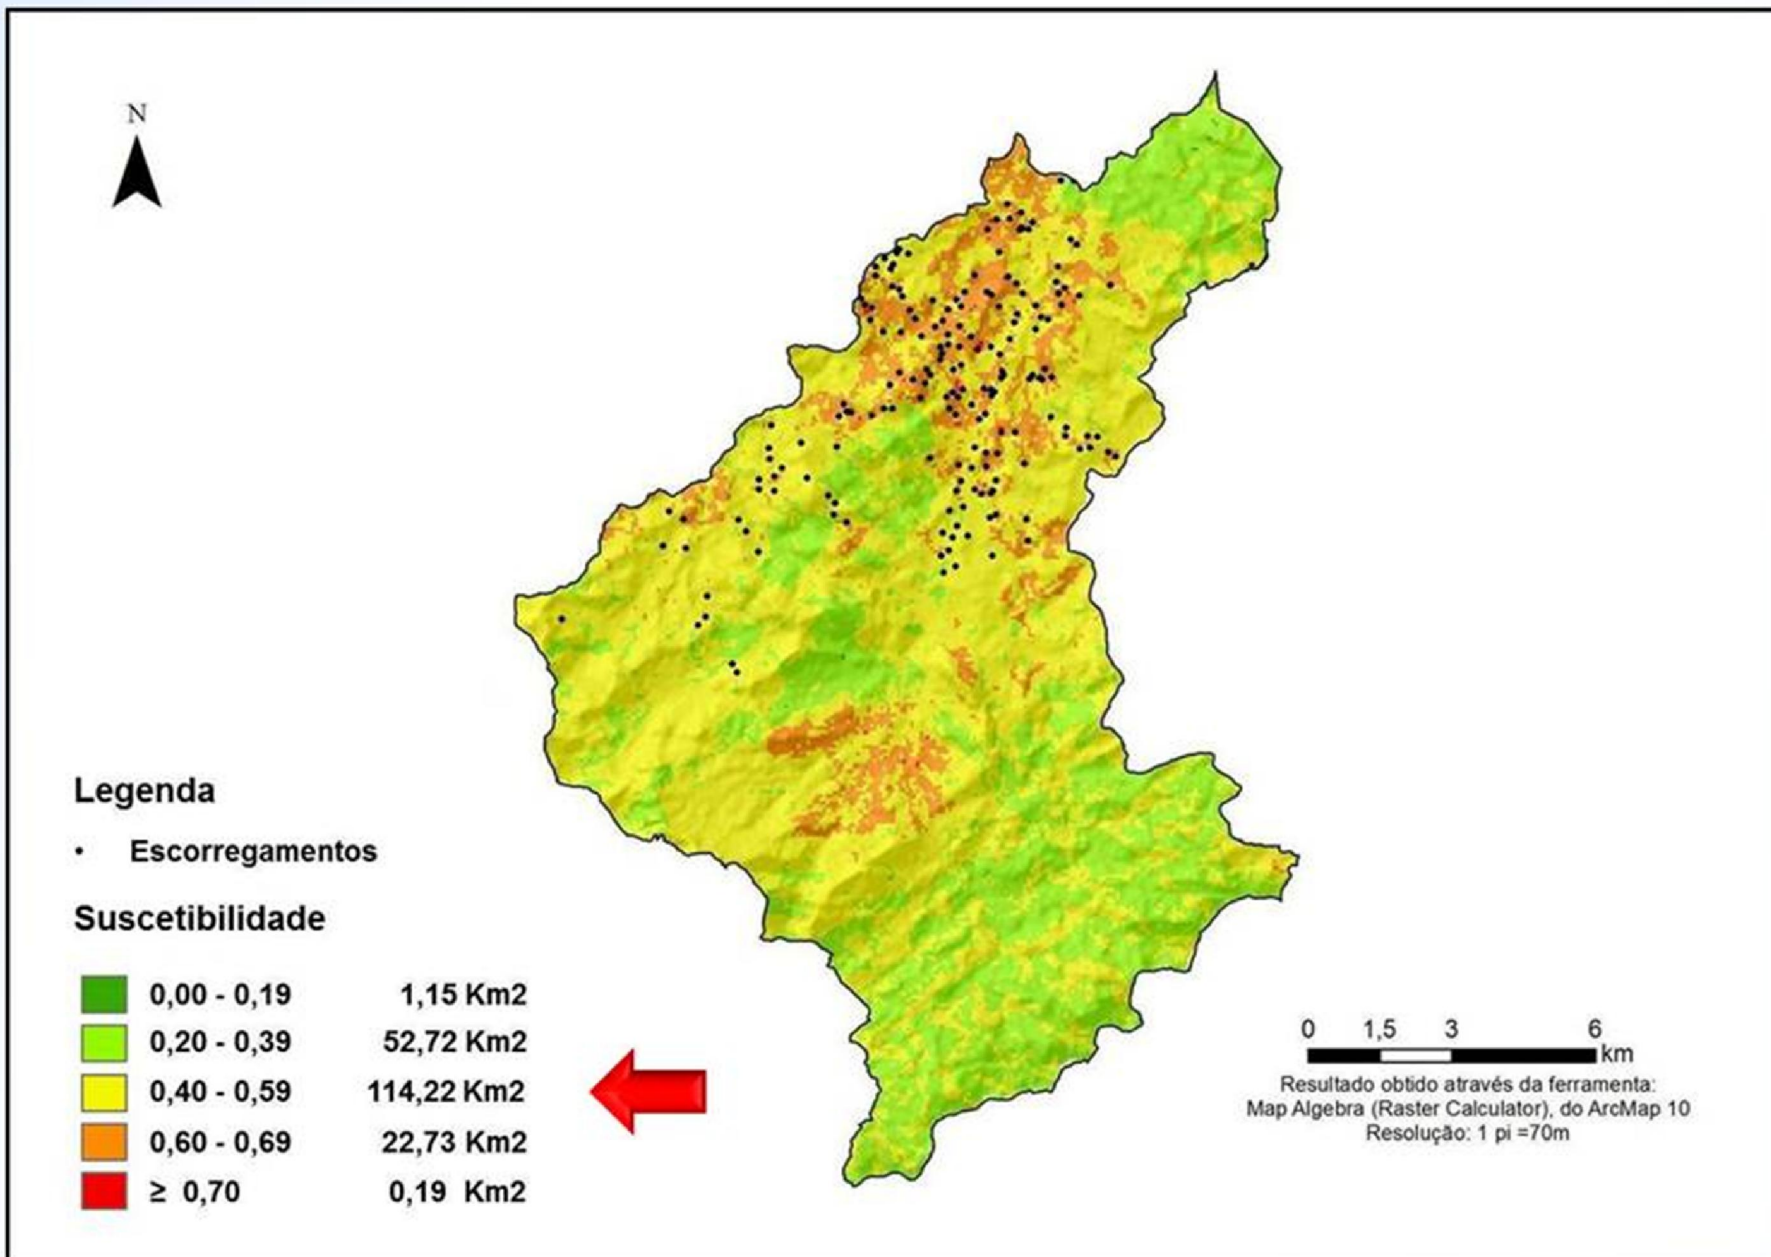 N
Legenda
Escorregamentos
Suscetibilidade
0,00 - 0,19 1,15 Km2
0,20 - 0,39 52,72 Km2
0,40 - 0,59 114,22 Km2
0,60 - 0,69 22,73 Km2
≥ 0,70 0,19 Km2
0 1,5 3 6
km
Resultado obtido através da ferramenta:
Map Algebra (Raster Calculator), do ArcMap 10
Resolução: 1 pi =70m